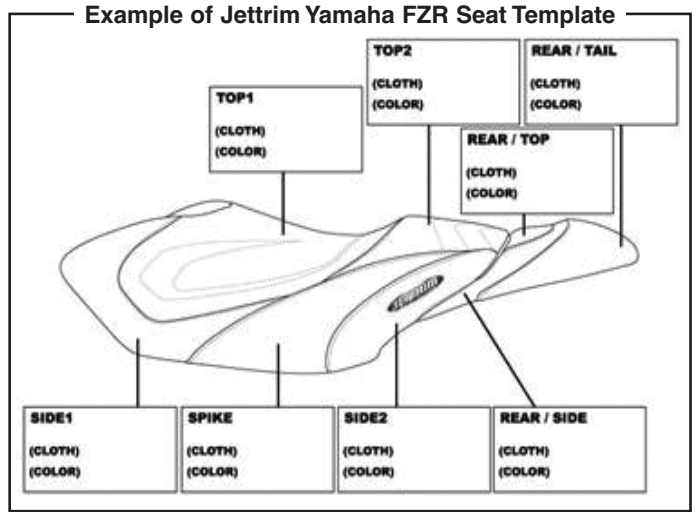 Example of Jettrim Yamaha FZR Seat Template
TOP2
(CLOTH)
(COLOR)
REAR / TAIL
(CLOTH)
(COLOR)
TOP1
(CLOTH)
(COLOR)
REAR / TOP
(CLOTH)
(COLOR)
Jettrim
SIDE1
(CLOTH)
(COLOR)
SPIKE
(CLOTH)
(COLOR)
SIDE2
(CLOTH)
(COLOR)
REAR / SIDE
(CLOTH)
(COLOR)